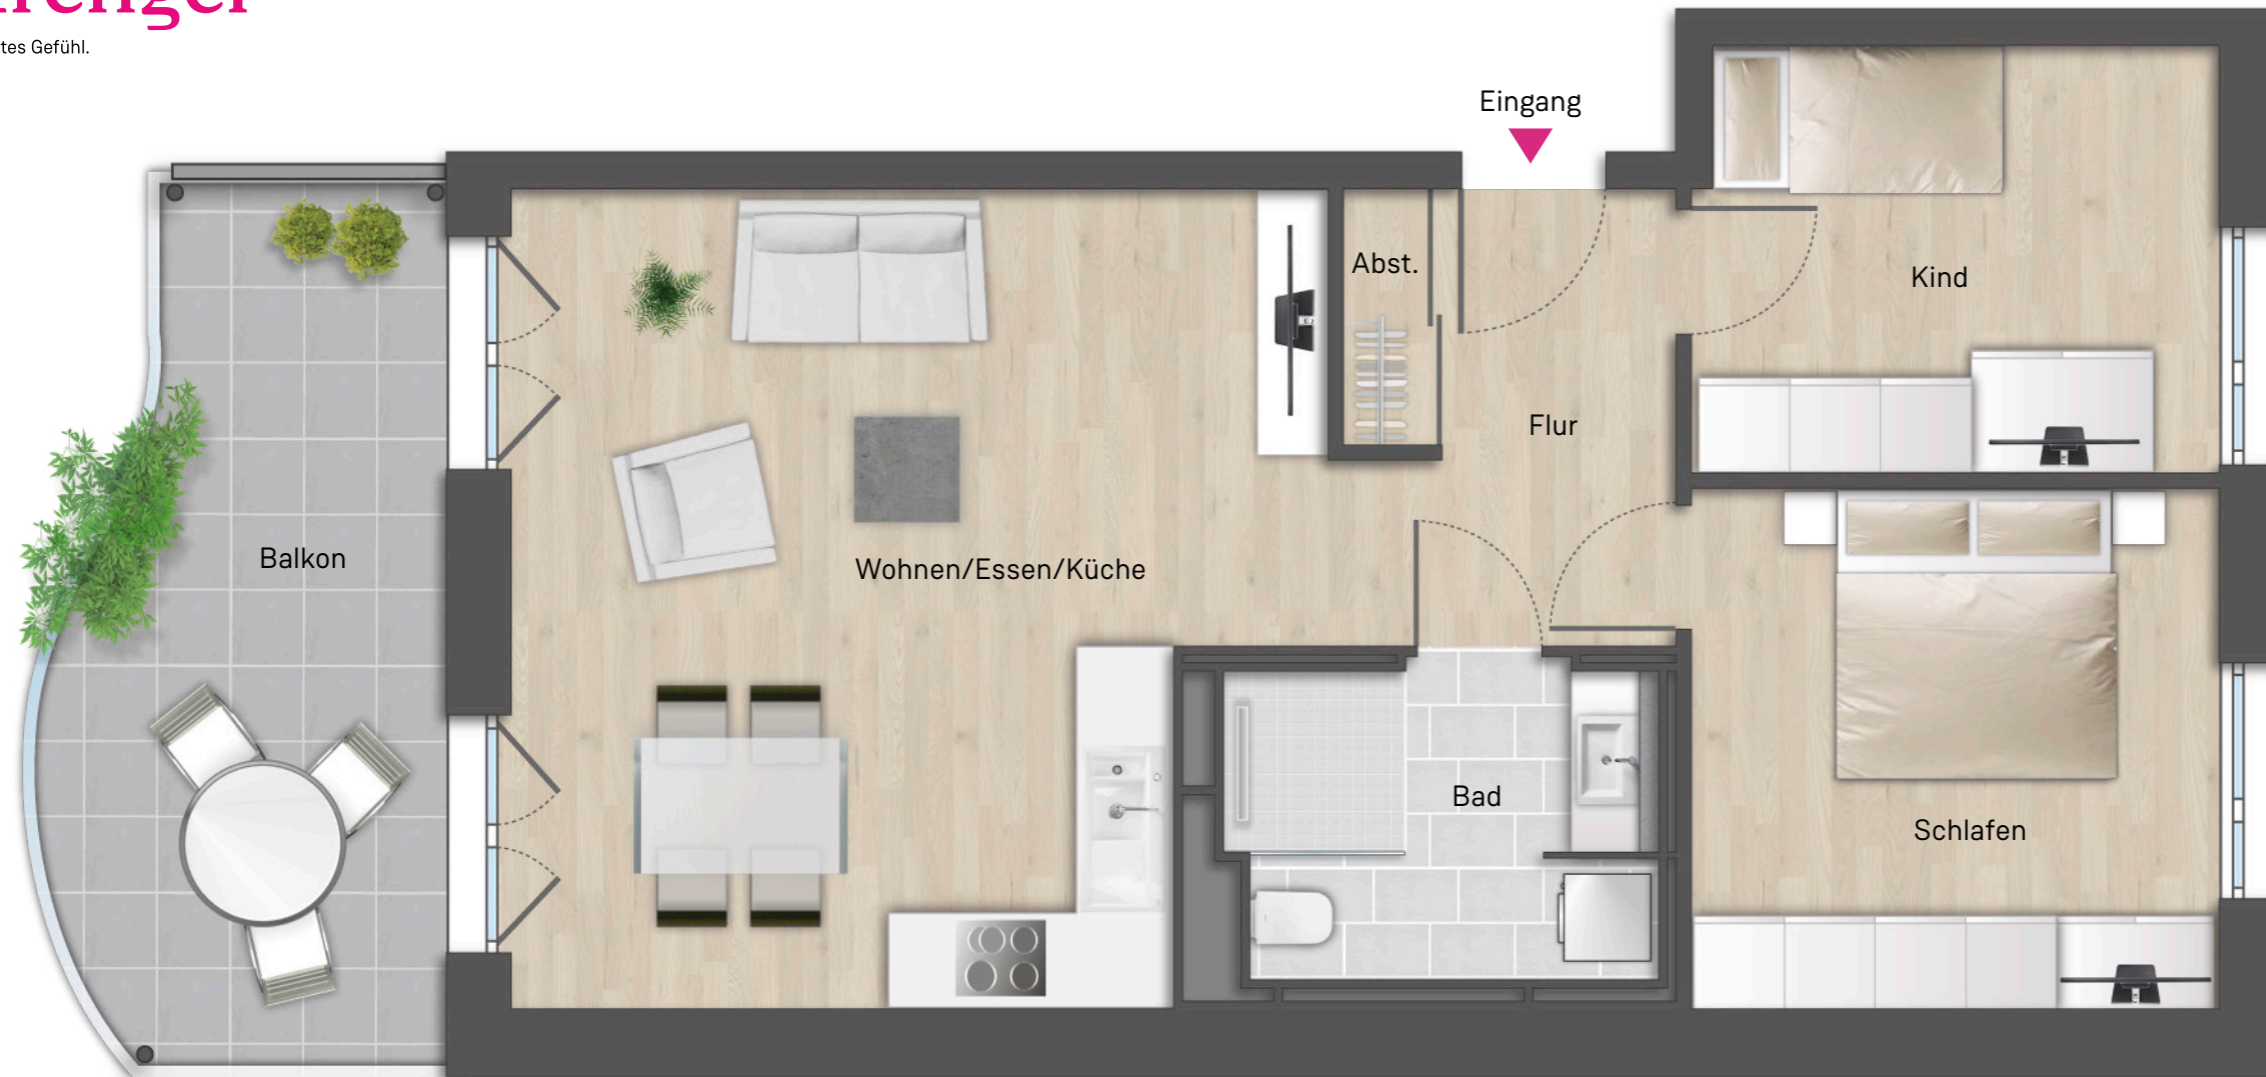 tes Gefühl.
Eingang
Abst.
Kind
Flur
Balkon
Wohnen/Essen/Küche
Bad
Schlafen